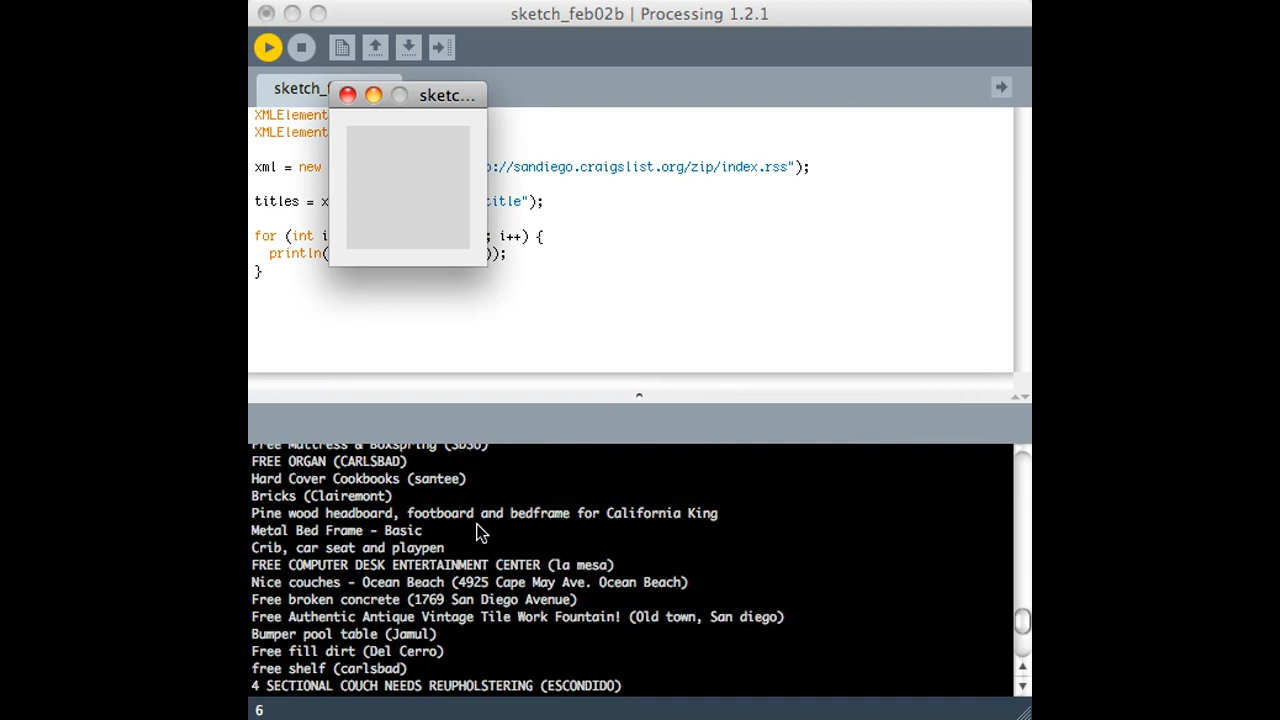 sketch_feb02b | Processing 1.2.1
sketch_f
sketc...
XMLElement
XMLElement
xml = new p://sandiego.craigslist.org/zip/index.rss");
titles = x title");
for (int i ; i++) {
println( ));
}
Free Mattress & Boxspring (SDSU)
FREE ORGAN (CARLSBAD)
Hard Cover Cookbooks (santee)
Bricks (Clairemont)
Pine wood headboard, footboard and bedframe for California King
Metal Bed Frame - Basic
Crib, car seat and playpen
FREE COMPUTER DESK ENTERTAINMENT CENTER (la mesa)
Nice couches - Ocean Beach (4925 Cape May Ave. Ocean Beach)
Free broken concrete (1769 San Diego Avenue)
Free Authentic Antique Vintage Tile Work Fountain! (Old town, San diego)
Bumper pool table (Jamul)
Free fill dirt (Del Cerro)
free shelf (carlsbad)
4 SECTIONAL COUCH NEEDS REUPHOLSTERING (ESCONDIDO)
6